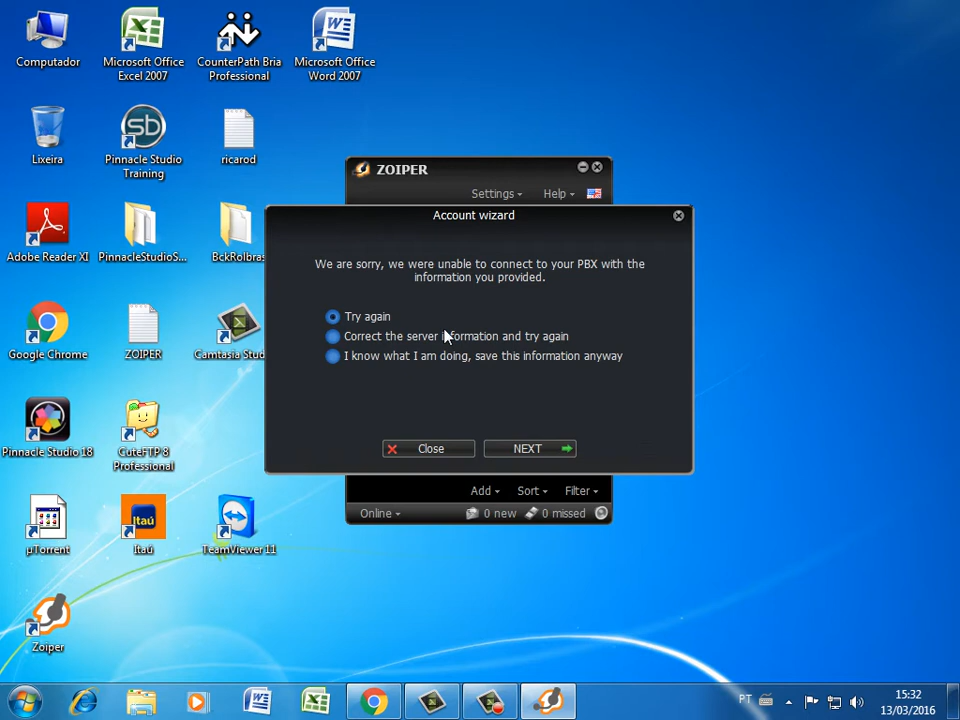 Computador
Microsoft Office
Excel 2007
CounterPath Bria
Professional
Microsoft Office
Word 2007
Lixeira
Pinnacle Studio
Training
ricarod
Adobe Reader XI
PinnacleStudioS...
BckRolbras
Google Chrome
ZOIPER
Camtasia Stud
Pinnacle Studio 18
CuteFTP 8
Professional
µTorrent
Itaú
Itaú
TeamViewer 11
Zoiper
ZOIPER
Settings
Help
Account wizard
We are sorry, we were unable to connect to your PBX with the
information you provided.
Try again
Correct the server information and try again
I know what I am doing, save this information anyway
Close
NEXT
Add
Sort
Filter
Online
0 new
0 missed
PT
15:32
13/03/2016